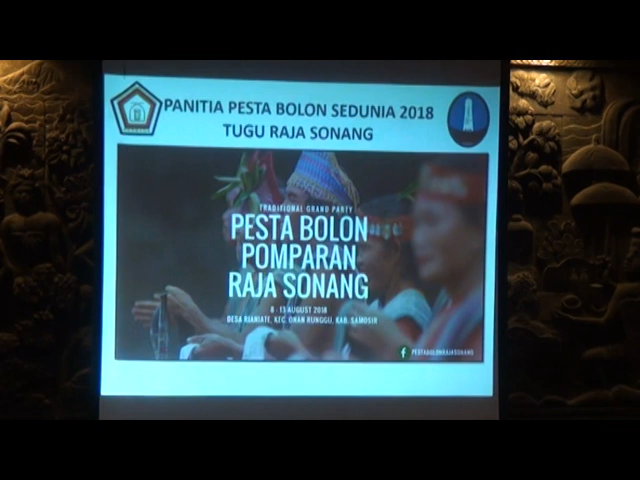 PANITIA PESTA BOLON SEDUNIA 2018
TUGU RAJA SONANG
TRADITIONAL GRAND PARTY
PESTA BOLON
POMPARAN
RAJA SONANG
8 - 13 AUGUST 2018
DESA RIANIATE, KEC. ONAN RUNGGU, KAB. SAMOSIR
PESTABOLONRAJASONANG